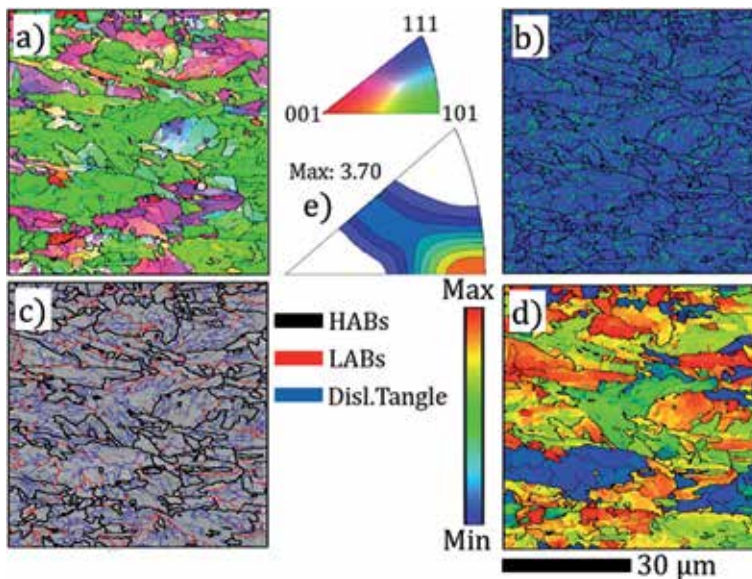 a)
111
b)
001
101
Max: 3.70
e)
c)
HABs
LABs
Disl.Tangle
Max
Min
d)
30 µm